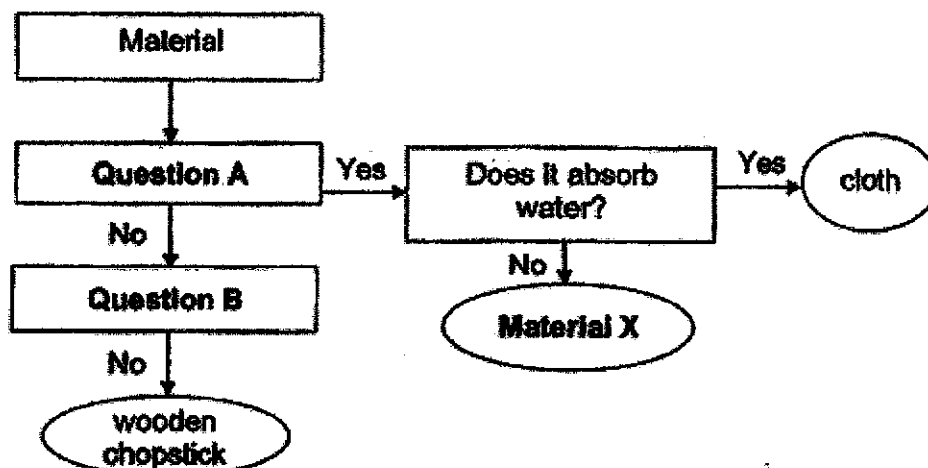 Material
Question A
Yes
Does it absorb
water?
Yes
cloth
No
No
Question B
Material X
No
wooden
chopstick